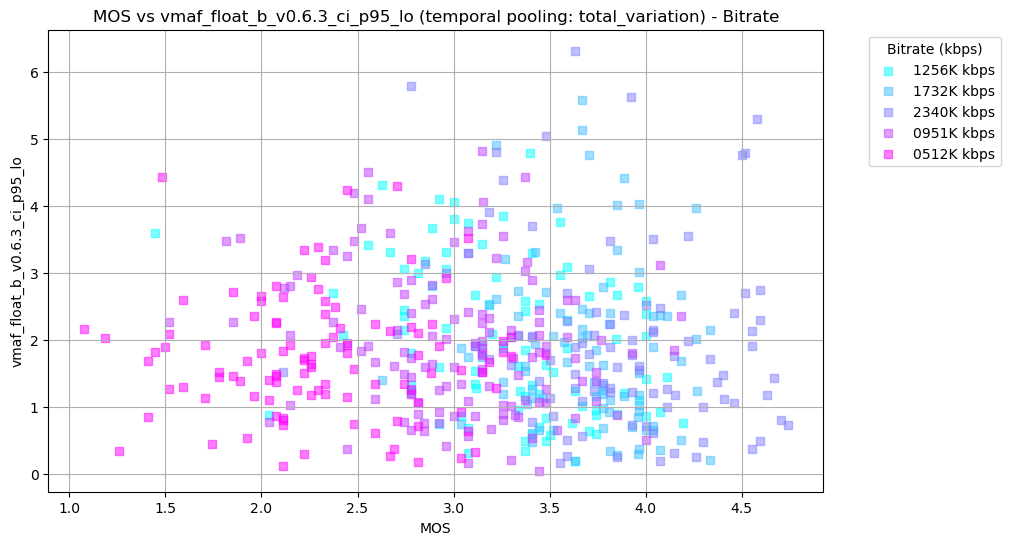 MOS vs vmaf_float_b_v0.6.3_ci_p95_lo (temporal pooling: total_variation) - Bitrate
Bitrate (kbps)
1256K kbps
1732K kbps
2340K kbps
0951K kbps
0512K kbps
vmaf_float_b_v0.6.3_ci_p95_lo
6
5
4
3
2
1
0
1.0 1.5 2.0 2.5 3.0 3.5 4.0 4.5
MOS